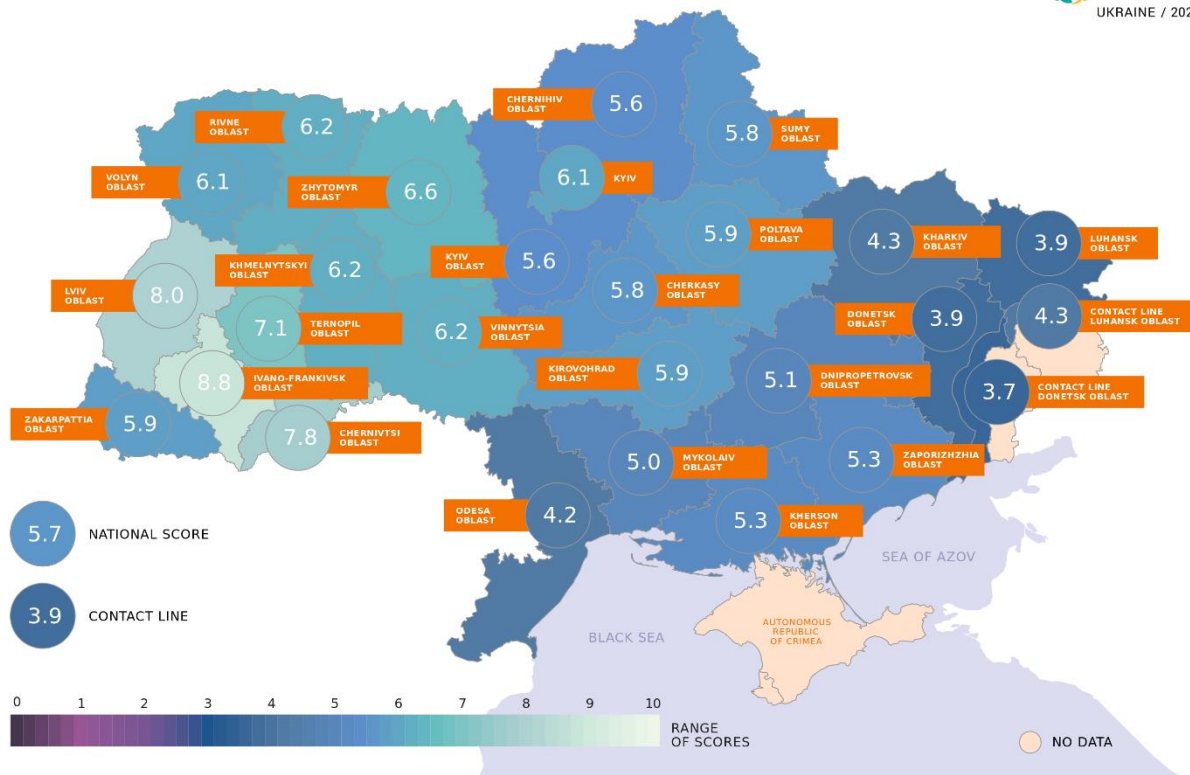 UKRAINE / 202
CHERNIHIV
OBLAST
5.6
RIVNE
OBLAST
6.2
SUMY
OBLAST
5.8
VOLYN
OBLAST
6.1
ZHYTOMYR
OBLAST
6.6
6.1
KYIV
5.9
POLTAVA
OBLAST
4.3
KHARKIV
OBLAST
3.9
LUHANSK
OBLAST
KHMELNYTSKYI
OBLAST
6.2
KYIV
OBLAST
5.6
5.8
CHERKASY
OBLAST
LVIV
OBLAST
8.0
DONETSK
OBLAST
3.9
4.3
CONTACT LINE
LUHANSK OBLAST
7.1
TERNOPIL
OBLAST
6.2
VINNYTSIA
OBLAST
KIROVOHRAD
OBLAST
5.9
5.1
DNIPROPETROVSK
OBLAST
3.7
CONTACT LINE
DONETSK OBLAST
8.8
IVANO-FRANKIVSK
OBLAST
ZAKARPATTIA
OBLAST
5.9
7.8
CHERNIVTSI
OBLAST
5.0
MYKOLAIV
OBLAST
5.3
ZAPORIZHZHIA
OBLAST
ODESA
OBLAST
4.2
5.3
KHERSON
OBLAST
5.7
NATIONAL SCORE
SEA OF AZOV
3.9
CONTACT LINE
BLACK SEA
AUTONOMOUS
REPUBLIC
OF CRIMEA
0 1 2 3 4 5 6 7 8 9 10
RANGE
OF SCORES
NO DATA